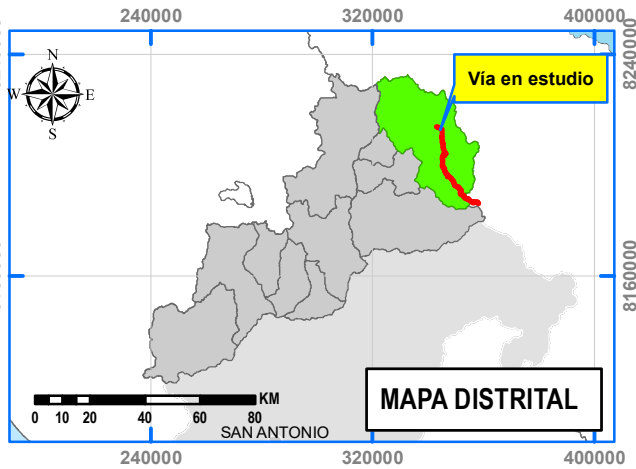 240000 320000 400000
8240000
N
W E
S
Vía en estudio
8160000
KM
0 10 20 40 60 80
MAPA DISTRITAL
SAN ANTONIO
240000 320000 400000